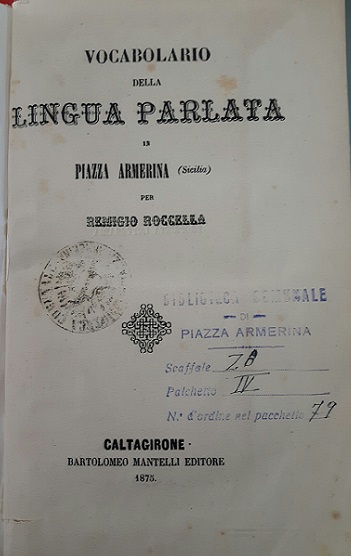 VOCABOLARIO
DELLA
LINGUA PARLATA
IN
PIAZZA ARMERINA (Sicilia)
PER
REMIGIO ROCCELLA
BIBLIOTECA COMUNALE
- DI -
PIAZZA ARMERINA
Scaffale
Palchetto IV
N.º d'ordine nel pacchetto 79
CALTAGIRONE
BARTOLOMEO MANTELLI EDITORE
1875.